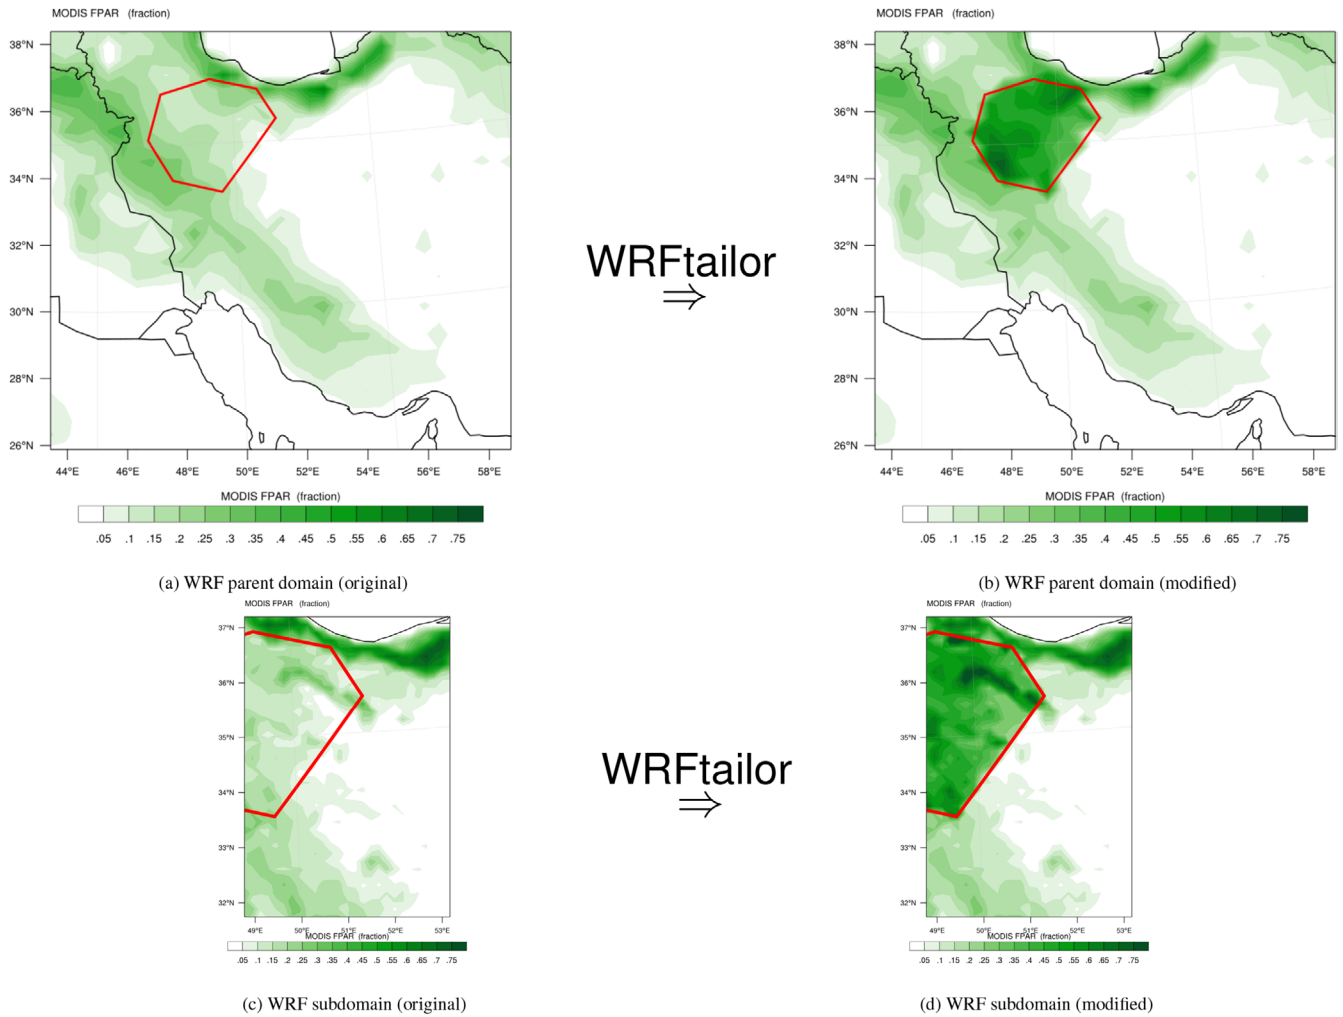 MODIS FPAR (fraction)
38°N
36°N
34°N
32°N
30°N
28°N
26°N
44°E 46°E 48°E 50°E 52°E 54°E 56°E 58°E
MODIS FPAR (fraction)
.05 .1 .15 .2 .25 .3 .35 .4 .45 .5 .55 .6 .65 .7 .75
(a) WRF parent domain (original)
WRFtailor
⇒
MODIS FPAR (fraction)
38°N
36°N
34°N
32°N
30°N
28°N
26°N
44°E 46°E 48°E 50°E 52°E 54°E 56°E 58°E
MODIS FPAR (fraction)
.05 .1 .15 .2 .25 .3 .35 .4 .45 .5 .55 .6 .65 .7 .75
(b) WRF parent domain (modified)
MODIS FPAR (fraction)
37°N
36°N
35°N
34°N
33°N
32°N
49°E 50°E 51°E 52°E 53°E
MODIS FPAR (fraction)
.05 .1 .15 .2 .25 .3 .35 .4 .45 .5 .55 .6 .65 .7 .75
(c) WRF subdomain (original)
WRFtailor
⇒
MODIS FPAR (fraction)
37°N
36°N
35°N
34°N
33°N
32°N
49°E 50°E 51°E 52°E 53°E
MODIS FPAR (fraction)
.05 .1 .15 .2 .25 .3 .35 .4 .45 .5 .55 .6 .65 .7 .75
(d) WRF subdomain (modified)